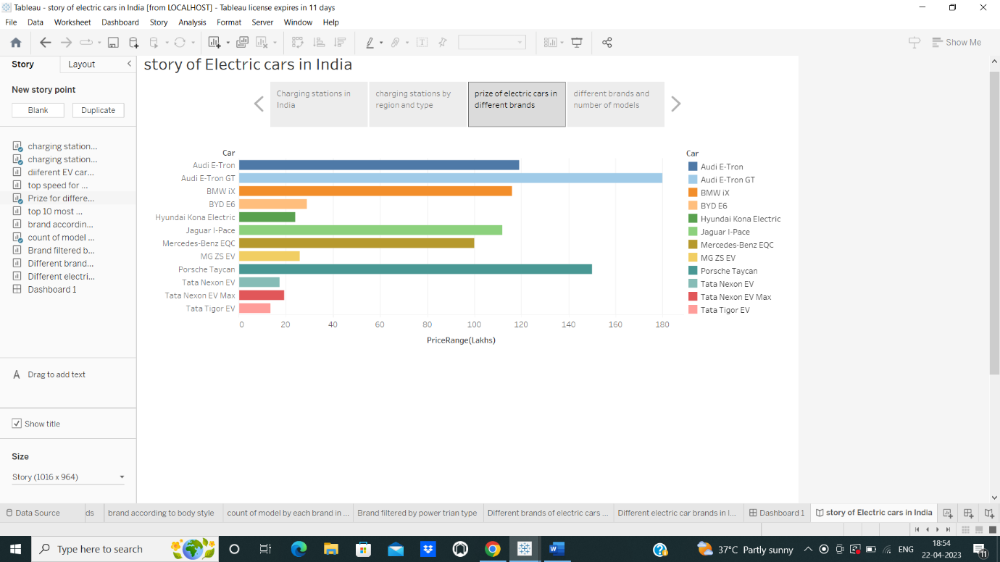 Tableau - story of electric cars in India [from LOCALHOST] - Tableau license expires in 11 days
File Data Worksheet Dashboard Story Analysis Format Server Window Help
Show Me
Story Layout
New story point
Blank Duplicate
charging station...
charging station...
diiferent EV car...
top speed for ...
Prize for differe...
top 10 most ...
brand accordin...
count of model ...
Brand filtered b...
Different brand...
Different electri...
Dashboard 1
A Drag to add text
Show title
Size
Story (1016 x 964)
story of Electric cars in India
Charging stations in
India
charging stations by
region and type
prize of electric cars in
different brands
different brands and
number of models
Car
Audi E-Tron
Audi E-Tron GT
BMW iX
BYD E6
Hyundai Kona Electric
Jaguar I-Pace
Mercedes-Benz EQC
MG ZS EV
Porsche Taycan
Tata Nexon EV
Tata Nexon EV Max
Tata Tigor EV
0 20 40 60 80 100 120 140 160 180
PriceRange(Lakhs)
Car
Audi E-Tron
Audi E-Tron GT
BMW iX
BYD E6
Hyundai Kona Electric
Jaguar I-Pace
Mercedes-Benz EQC
MG ZS EV
Porsche Taycan
Tata Nexon EV
Tata Nexon EV Max
Tata Tigor EV
Data Source ds brand according to body style count of model by each brand in ... Brand filtered by power trian type Different brands of electric cars ... Different electric car brands in I... Dashboard 1 story of Electric cars in India
Type here to search
37°C Partly sunny ENG
18:54
22-04-2023
11